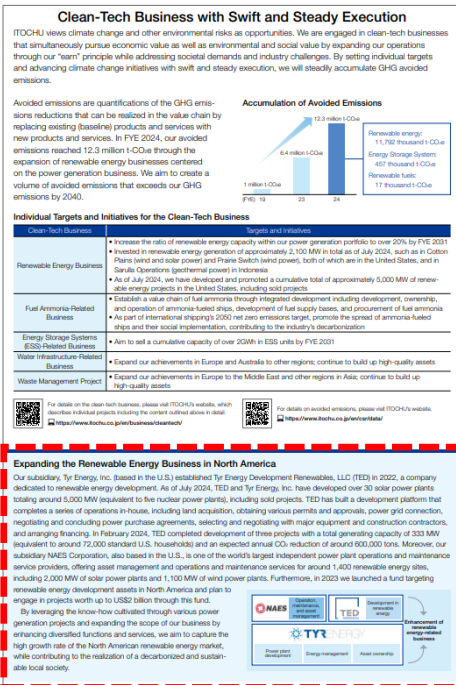 Clean-Tech Business with Swift and Steady Execution
ITOCHU views climate change and other environmental risks as opportunities. We are engaged in clean-tech businesses
that simultaneously pursue economic value as well as environmental and social value by expanding our operations
through our "earn" principle while addressing societal demands and industry challenges. By setting individual targets
and advancing climate change initiatives with swift and steady execution, we will steadily accumulate GHG avoided
emissions.
Avoided emissions are quantifications of the GHG emis-
sions reductions that can be realized in the value chain by
replacing existing (baseline) products and services with
new products and services. In FYE 2024, our avoided
emissions reached 12.3 million t-CO₂e through the
expansion of renewable energy businesses centered
on the power generation business. We aim to create a
volume of avoided emissions that exceeds our GHG
emissions by 2040.
Accumulation of Avoided Emissions
12.3 million t-CO₂e
6.4 million t-CO₂e
1 million t-CO₂e
(FYE) 19 23 24
Renewable energy:
11,792 thousand t-CO₂e
Energy Storage System:
457 thousand t-CO₂e
Renewable fuels:
17 thousand t-CO₂e
Individual Targets and Initiatives for the Clean-Tech Business
Clean-Tech Business Targets and Initiatives
Renewable Energy Business
• Increase the ratio of renewable energy capacity within our power generation portfolio to over 20% by FYE 2031
• Invested in renewable energy generation of approximately 2,100 MW in total as of July 2024, such as in Cotton
Plains (wind and solar power) and Prairie Switch (wind power), both of which are in the United States, and in
Sarulla Operations (geothermal power) in Indonesia
• As of July 2024, we have developed and promoted a cumulative total of approximately 5,000 MW of renew-
able energy projects in the United States, including sold projects
Fuel Ammonia-Related
Business
• Establish a value chain of fuel ammonia through integrated development including development, ownership,
and operation of ammonia-fueled ships, development of fuel supply bases, and procurement of fuel ammonia
• As part of international shipping's 2050 net zero emissions target, promote the spread of ammonia-fueled
ships and their social implementation, contributing to the industry's decarbonization
Energy Storage Systems
(ESS)-Related Business
• Aim to sell a cumulative capacity of over 2GWh in ESS units by FYE 2031
Water Infrastructure-Related
Business
• Expand our achievements in Europe and Australia to other regions; continue to build up high-quality assets
Waste Management Project
• Expand our achievements in Europe to the Middle East and other regions in Asia; continue to build up
high-quality assets
For details on the clean-tech business, please visit ITOCHU's website, which
describes individual projects including the content outlined above in detail.
https://www.itochu.co.jp/en/business/cleantech/
For details on avoided emissions, please visit ITOCHU's website.
https://www.itochu.co.jp/en/csr/data/
Expanding the Renewable Energy Business in North America
Our subsidiary, Tyr Energy, Inc. (based in the U.S.) established Tyr Energy Development Renewables, LLC (TED) in 2022, a company
dedicated to renewable energy development. As of July 2024, TED and Tyr Energy, Inc. have developed over 30 solar power plants
totaling around 5,000 MW (equivalent to five nuclear power plants), including sold projects. TED has built a development platform that
completes a series of operations in-house, including land acquisition, obtaining various permits and approvals, power grid connection,
negotiating and concluding power purchase agreements, selecting and negotiating with major equipment and construction contractors,
and arranging financing. In February 2024, TED completed development of three projects with a total generating capacity of 333 MW
(equivalent to around 72,000 standard U.S. households) and an expected annual CO₂ reduction of around 600,000 tons. Moreover, our
subsidiary NAES Corporation, also based in the U.S., is one of the world's largest independent power plant operations and maintenance
service providers, offering asset management and operations and maintenance services for around 1,400 renewable energy sites,
including 2,000 MW of solar power plants and 1,100 MW of wind power plants. Furthermore, in 2023 we launched a fund targeting
renewable energy development assets in North America and plan to
engage in projects worth up to US$2 billion through this fund.
By leveraging the know-how cultivated through various power
generation projects and expanding the scope of our business by
enhancing diversified functions and services, we aim to capture the
high growth rate of the North American renewable energy market,
while contributing to the realization of a decarbonized and sustain-
able local society.
NAES
Operation,
maintenance,
and asset
management
TED
Development in
renewable
energy
TYR ENERGY
Power plant
development
Energy management
Asset ownership
Enhancement of
renewable
energy-related
business